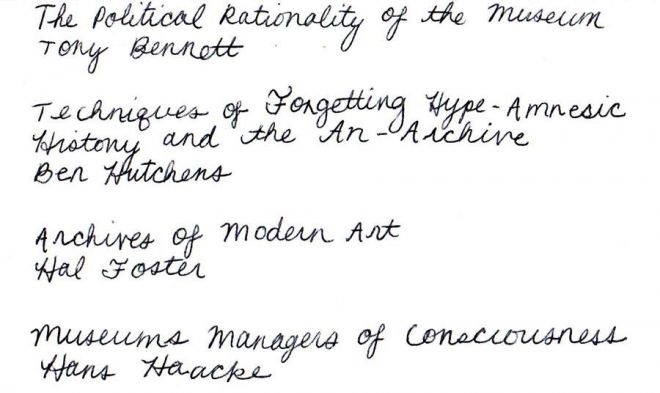 The Political Rationality of the Museum
Tony Bennett
Techniques of Forgetting Hype-Amnesic
History and the An-Archive
Ben Hutchens
Archives of Modern Art
Hal Foster
Museums Managers of Consciousness
Hans Haacke